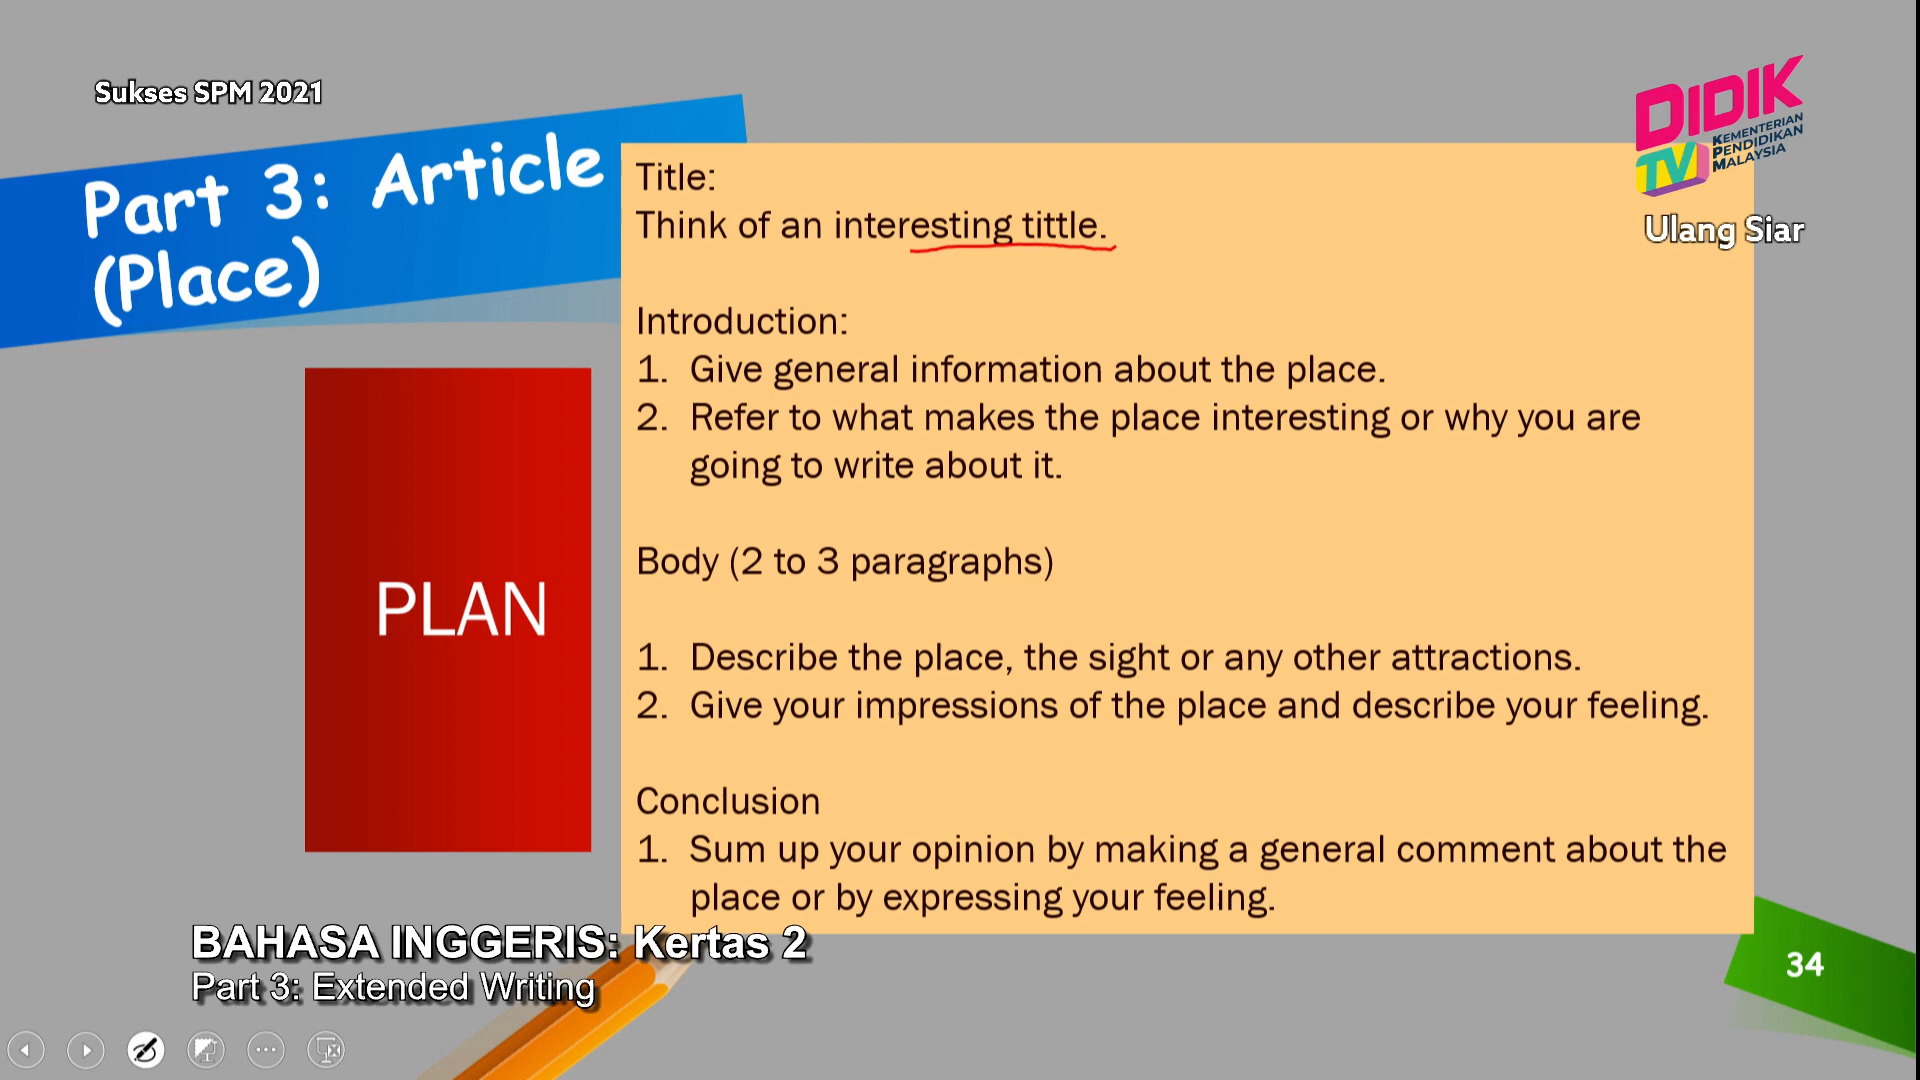 Sukses SPM 2021
DIDIK
TV
KEMENTERIAN
PENDIDIKAN
MALAYSIA
Ulang Siar
Part 3: Article
(Place)
PLAN
Title:
Think of an interesting tittle.
Introduction:
1. Give general information about the place.
2. Refer to what makes the place interesting or why you are
going to write about it.
Body (2 to 3 paragraphs)
1. Describe the place, the sight or any other attractions.
2. Give your impressions of the place and describe your feeling.
Conclusion
1. Sum up your opinion by making a general comment about the
place or by expressing your feeling.
BAHASA INGGERIS: Kertas 2
Part 3: Extended Writing
34